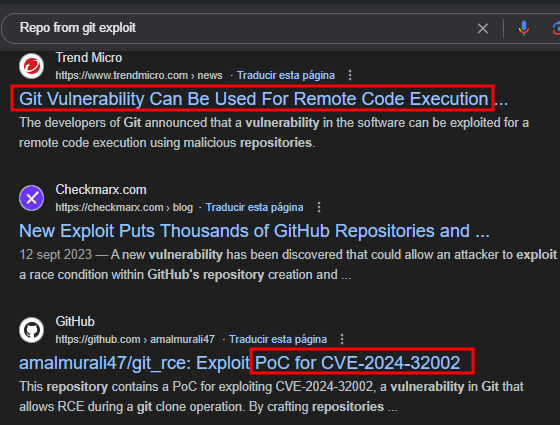 Repo from git exploit
Trend Micro
https://www.trendmicro.com › news · Traducir esta página
Git Vulnerability Can Be Used For Remote Code Execution ...
The developers of Git announced that a vulnerability in the software can be exploited for a
remote code execution using malicious repositories.
Checkmarx.com
https://checkmarx.com › blog · Traducir esta página
New Exploit Puts Thousands of GitHub Repositories and ...
12 sept 2023 — A new vulnerability has been discovered that could allow an attacker to exploit
a race condition within GitHub's repository creation and ...
GitHub
https://github.com › amalmurali47 · Traducir esta página
amalmurali47/git_rce: Exploit PoC for CVE-2024-32002
This repository contains a PoC for exploiting CVE-2024-32002, a vulnerability in Git that
allows RCE during a git clone operation. By crafting repositories ...